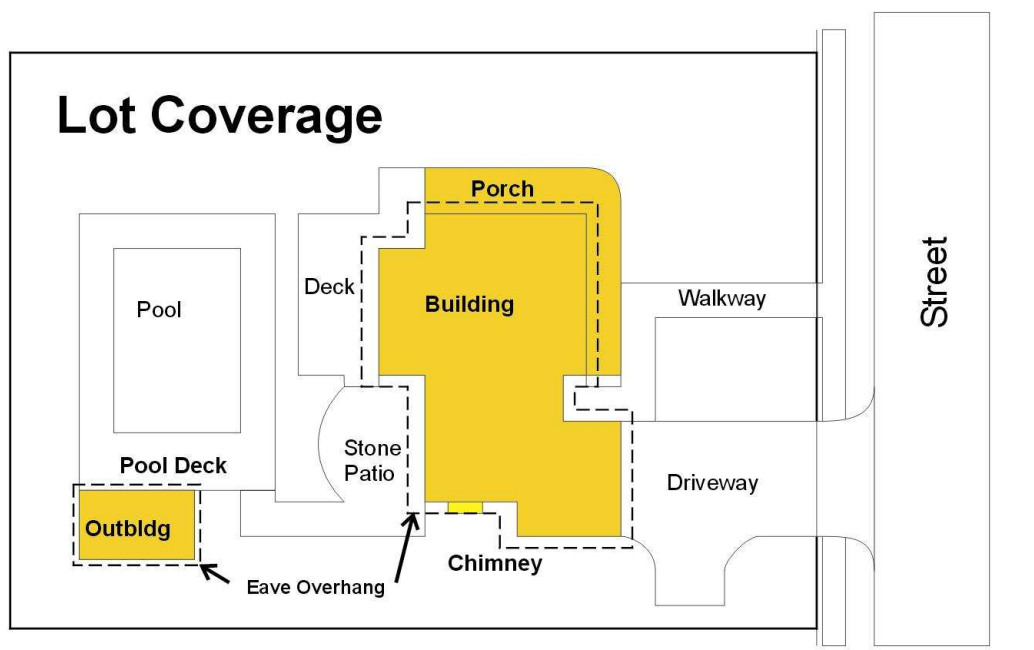 Lot Coverage
Porch
Deck
Building
Walkway
Street
Pool
Stone
Patio
Pool Deck
Driveway
Outbldg
Chimney
Eave Overhang